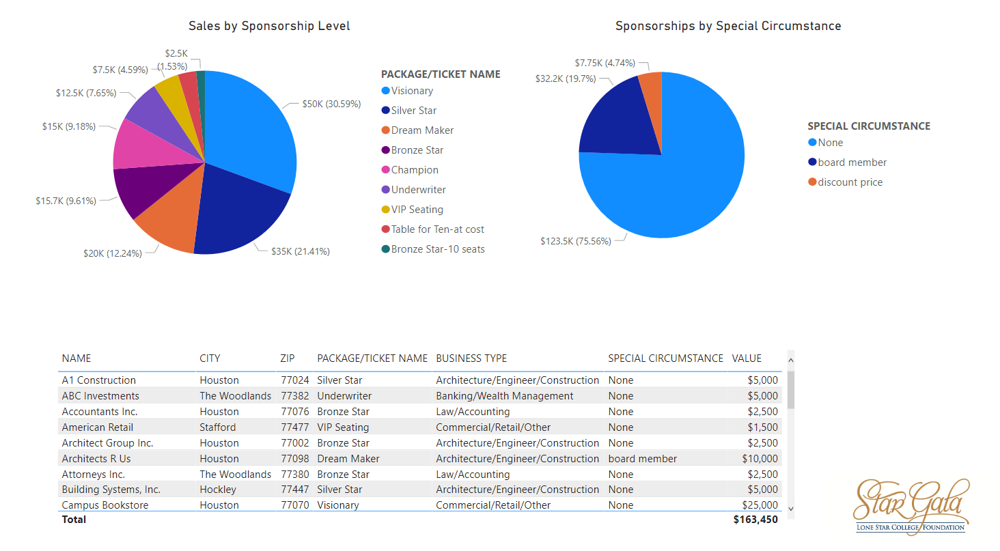 Sales by Sponsorship Level
$2.5K
(1.53%)
$7.5K (4.59%)
$12.5K (7.65%)
$15K (9.18%)
$15.7K (9.61%)
$20K (12.24%)
$35K (21.41%)
$50K (30.59%)
PACKAGE/TICKET NAME
Visionary
Silver Star
Dream Maker
Bronze Star
Champion
Underwriter
VIP Seating
Table for Ten-at cost
Bronze Star-10 seats
Sponsorships by Special Circumstance
$7.75K (4.74%)
$32.2K (19.7%)
$123.5K (75.56%)
SPECIAL CIRCUMSTANCE
None
board member
discount price
NAME CITY ZIP PACKAGE/TICKET NAME BUSINESS TYPE SPECIAL CIRCUMSTANCE VALUE
A1 Construction Houston 77024 Silver Star Architecture/Engineer/Construction None $5,000
ABC Investments The Woodlands 77382 Underwriter Banking/Wealth Management None $5,000
Accountants Inc. Houston 77076 Bronze Star Law/Accounting None $2,500
American Retail Stafford 77477 VIP Seating Commercial/Retail/Other None $1,500
Architect Group Inc. Houston 77002 Bronze Star Architecture/Engineer/Construction None $2,500
Architects R Us Houston 77098 Dream Maker Architecture/Engineer/Construction board member $10,000
Attorneys Inc. The Woodlands 77380 Bronze Star Law/Accounting None $2,500
Building Systems, Inc. Hockley 77447 Silver Star Architecture/Engineer/Construction None $5,000
Campus Bookstore Houston 77070 Visionary Commercial/Retail/Other None $25,000
Total $163,450
Star Gala
LONE STAR COLLEGE FOUNDATION